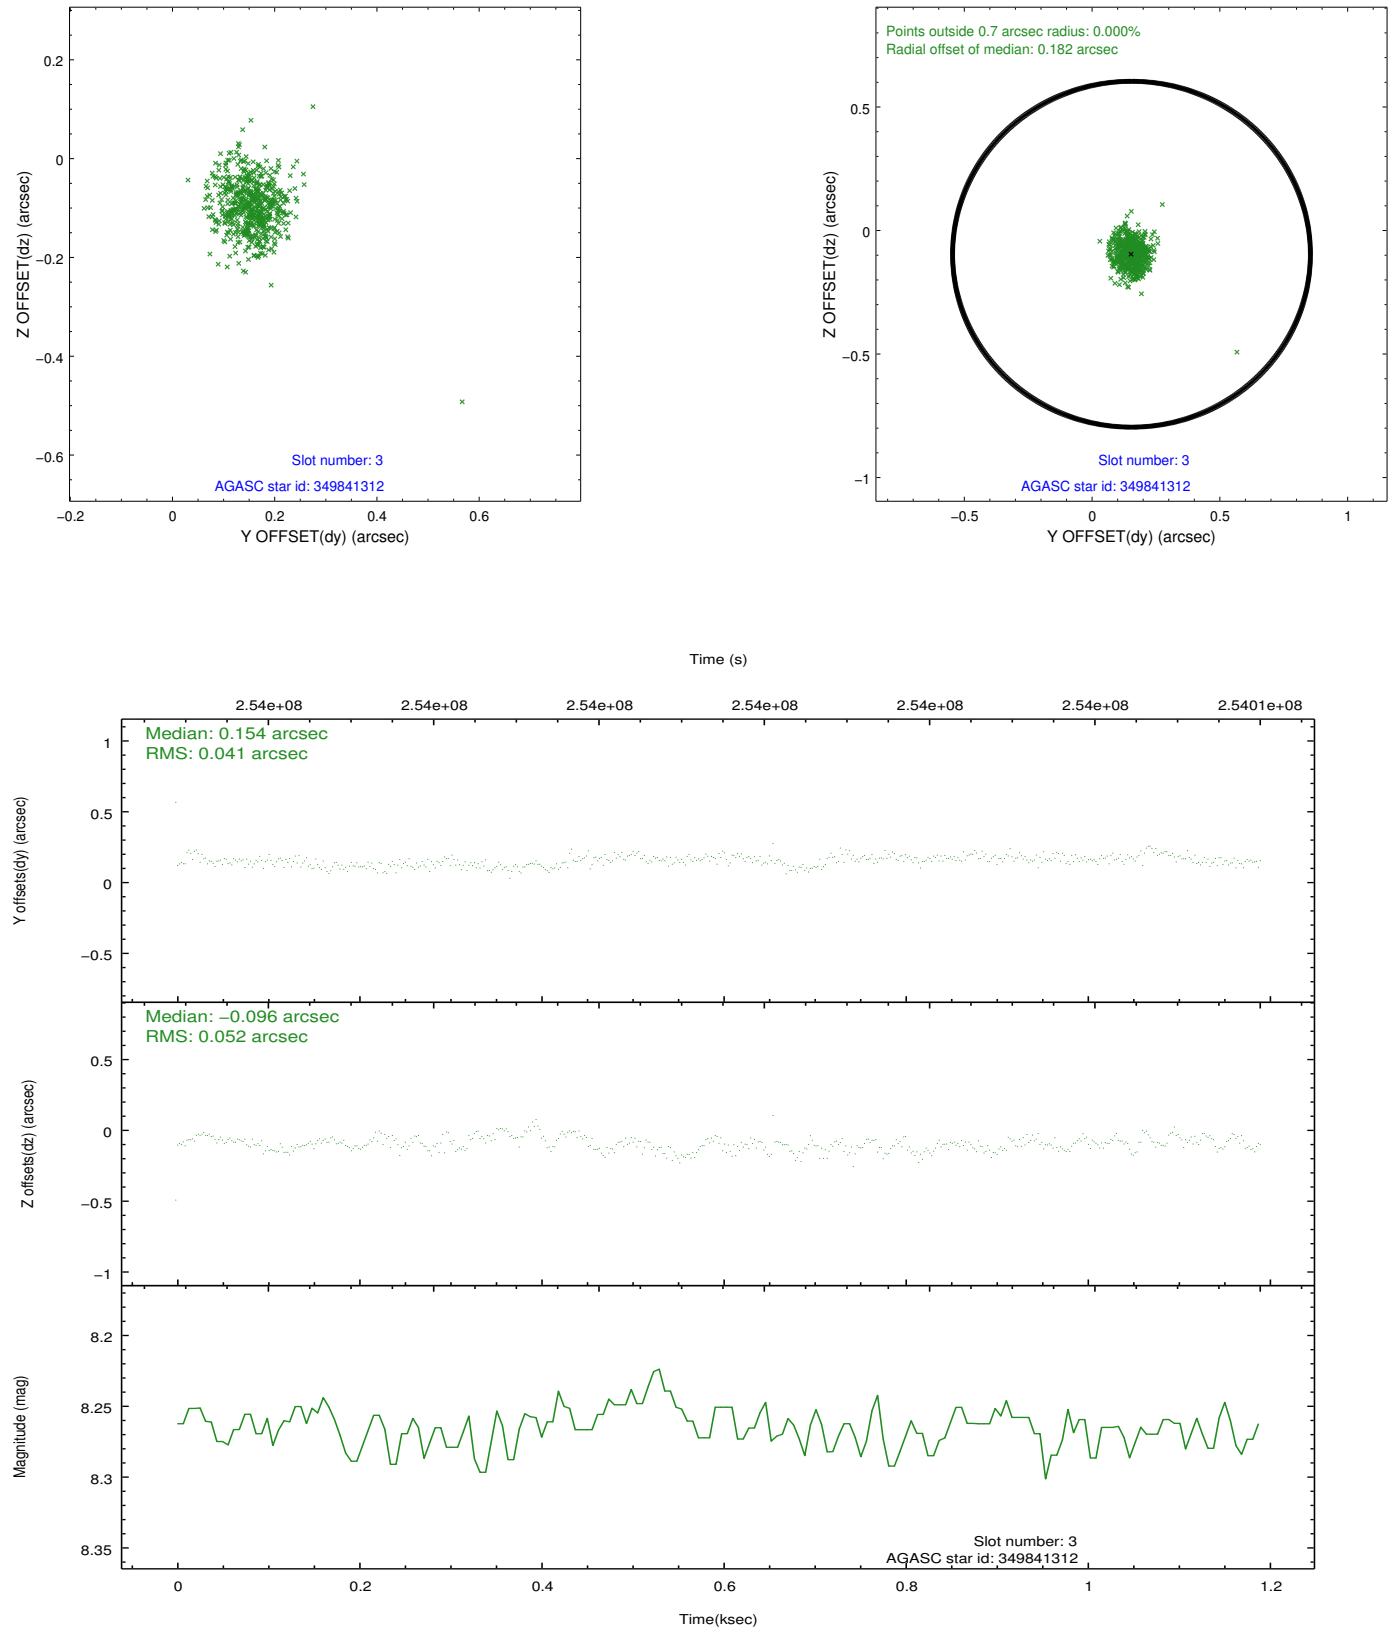 0.2
0
−0.2
−0.4
−0.6
Z OFFSET(dz) (arcsec)
Slot number: 3
AGASC star id: 349841312
−0.2 0 0.2 0.4 0.6
Y OFFSET(dy) (arcsec)
Points outside 0.7 arcsec radius: 0.000%
Radial offset of median: 0.182 arcsec
0.5
0
−0.5
−1
Z OFFSET(dz) (arcsec)
Slot number: 3
AGASC star id: 349841312
−0.5 0 0.5 1
Y OFFSET(dy) (arcsec)
Time (s)
2.54e+08 2.54e+08 2.54e+08 2.54e+08 2.54e+08 2.54e+08 2.5401e+08
Median: 0.154 arcsec
RMS: 0.041 arcsec
1
0.5
0
−0.5
Y offsets(dy) (arcsec)
Median: −0.096 arcsec
RMS: 0.052 arcsec
0.5
0
−0.5
−1
Z offsets(dz) (arcsec)
8.2
8.25
8.3
8.35
Magnitude (mag)
Slot number: 3
AGASC star id: 349841312
0 0.2 0.4 0.6 0.8 1 1.2
Time(ksec)